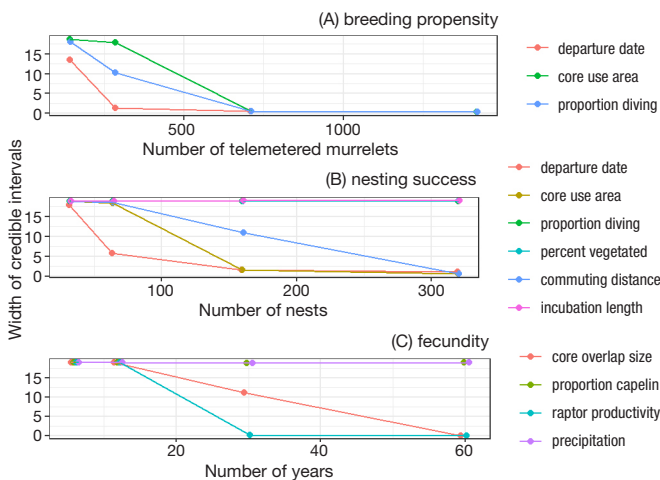 (A) breeding propensity
15
10
5
0
500
1000
Number of telemetered murrelets
departure date
core use area
proportion diving
Width of credible intervals
(B) nesting success
15
10
5
0
100
200
300
Number of nests
departure date
core use area
proportion diving
percent vegetated
commuting distance
incubation length
(C) fecundity
15
10
5
0
20
40
60
Number of years
core overlap size
proportion capelin
raptor productivity
precipitation